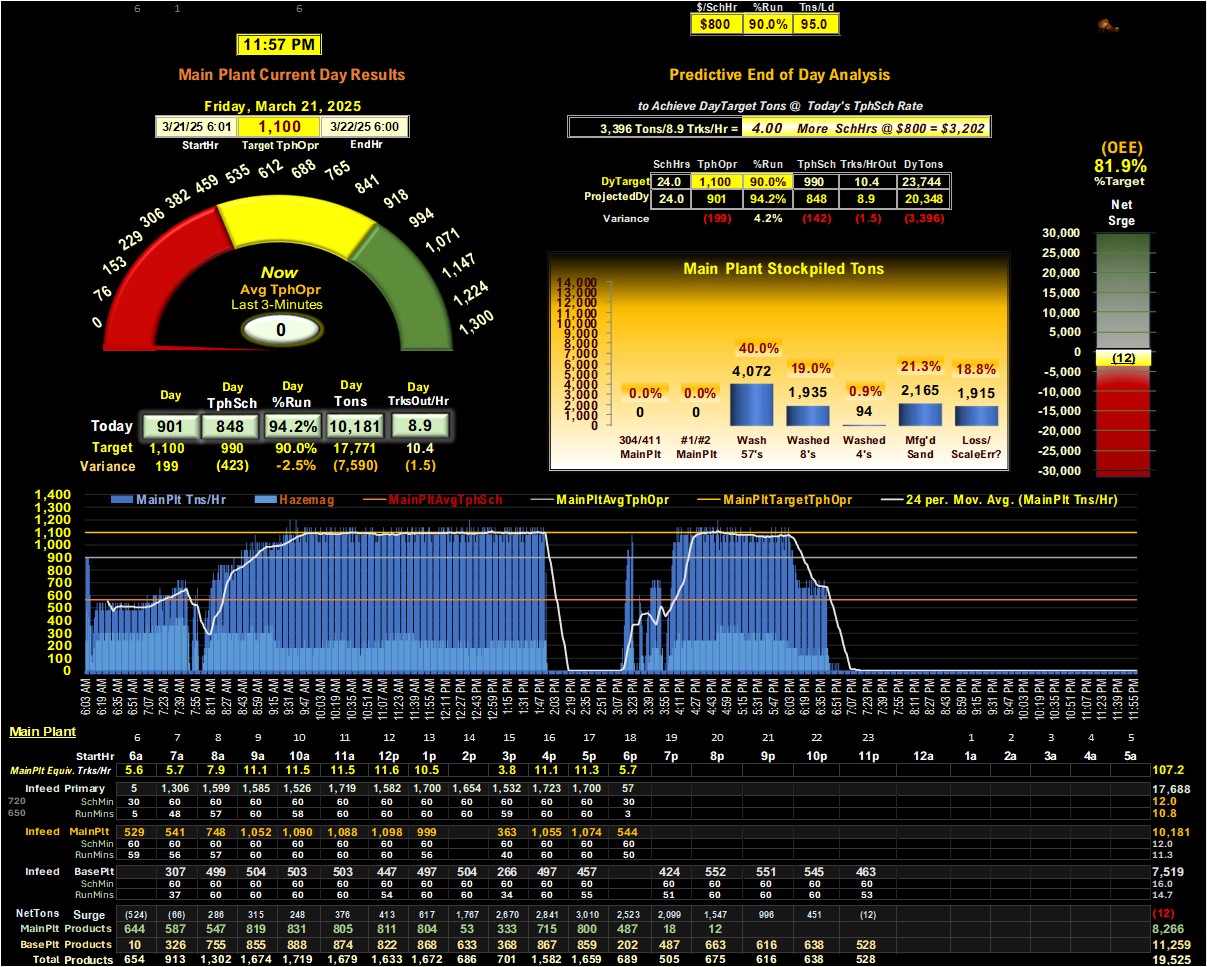 6 1 6
$/SchHr %Run Tns/Ld
$800 90.0% 95.0
11:57 PM
Main Plant Current Day Results
Predictive End of Day Analysis
Friday, March 21, 2025
to Achieve DayTarget Tons @ Today's TphSch Rate
3/21/25 6:01 1,100 3/22/25 6:00
StartHr Target TphOpr EndHr
3,396 Tons/8.9 Trks/Hr = 4.00 More SchHrs @ $800 = $3,202
(OEE)
81.9%
%Target
SchHrs TphOpr %Run TphSch Trks/HrOut DyTons
DyTarget 24.0 1,100 90.0% 990 10.4 23,744
ProjectedDy 24.0 901 94.2% 848 8.9 20,348
Variance (199) 4.2% (142) (1.5) (3,396)
0 76 153 229 306 382 459 535 612 688 765 841 918 994 1,071 1,147 1,224 1,300
Now
Avg TphOpr
Last 3-Minutes
0
Net
Srge
30,000
25,000
20,000
15,000
10,000
5,000
0
(12)
-5,000
-10,000
-15,000
-20,000
-25,000
-30,000
Main Plant Stockpiled Tons
14,000
13,000
12,000
11,000
10,000
9,000
8,000
7,000
6,000
5,000
4,000
3,000
2,000
1,000
0
0.0% 0.0% 40.0% 19.0% 0.9% 21.3% 18.8%
0 0 4,072 1,935 94 2,165 1,915
304/411 #1/#2 Wash Washed Washed Mfg'd Loss/
MainPlt MainPlt 57's 8's 4's Sand ScaleErr?
Day Day Day Day Day
TphSch %Run Tons TrksOut/Hr
Today 901 848 94.2% 10,181 8.9
Target 1,100 990 90.0% 17,771 10.4
Variance 199 (423) -2.5% (7,590) (1.5)
MainPlt Tns/Hr Hazemag MainPltAvgTphSch MainPltAvgTphOpr MainPltTargetTphOpr 24 per. Mov. Avg. (MainPlt Tns/Hr)
1,400
1,300
1,200
1,100
1,000
900
800
700
600
500
400
300
200
100
0
6:03 AM 6:19 AM 6:35 AM 6:51 AM 7:07 AM 7:23 AM 7:39 AM 7:55 AM 8:11 AM 8:27 AM 8:43 AM 8:59 AM 9:15 AM 9:31 AM 9:47 AM 10:03 AM 10:19 AM 10:35 AM 10:51 AM 11:07 AM 11:23 AM 11:39 AM 11:55 AM 12:11 PM 12:27 PM 12:43 PM 12:59 PM 1:15 PM 1:31 PM 1:47 PM 2:03 PM 2:19 PM 2:35 PM 2:51 PM 3:07 PM 3:23 PM 3:39 PM 3:55 PM 4:11 PM 4:27 PM 4:43 PM 4:59 PM 5:15 PM 5:31 PM 5:47 PM 6:03 PM 6:19 PM 6:35 PM 6:51 PM 7:07 PM 7:23 PM 7:39 PM 7:55 PM 8:11 PM 8:27 PM 8:43 PM 8:59 PM 9:15 PM 9:31 PM 9:47 PM 10:03 PM 10:19 PM 10:35 PM 10:51 PM 11:07 PM 11:23 PM 11:39 PM 11:55 PM
Main Plant 6 7 8 9 10 11 12 13 14 15 16 17 18 19 20 21 22 23 1 2 3 4 5
StartHr 6a 7a 8a 9a 10a 11a 12p 1p 2p 3p 4p 5p 6p 7p 8p 9p 10p 11p 12a 1a 2a 3a 4a 5a
MainPlt Equiv. Trks/Hr 5.6 5.7 7.9 11.1 11.5 11.5 11.6 10.5 3.8 11.1 11.3 5.7 107.2
Infeed Primary 5 1,306 1,599 1,585 1,526 1,719 1,582 1,700 1,654 1,532 1,723 1,700 57 17,688
720 SchMin 30 60 60 60 60 60 60 60 60 60 60 60 30 12.0
650 RunMins 5 48 57 60 58 60 60 60 60 59 60 60 3 10.8
Infeed MainPlt 529 541 748 1,052 1,090 1,088 1,098 999 363 1,055 1,074 544 10,181
SchMin 60 60 60 60 60 60 60 60 60 60 60 60 12.0
RunMins 59 56 57 60 60 60 60 56 40 60 60 50 11.3
Infeed BasePlt 307 499 504 503 503 447 497 504 266 497 457 424 552 551 545 463 7,519
SchMin 60 60 60 60 60 60 60 60 60 60 60 60 60 60 60 60 16.0
RunMins 37 60 60 60 60 54 60 60 34 60 55 51 60 60 60 53 14.7
NetTons Surge (524) (66) 286 315 248 376 413 617 1,767 2,670 2,841 3,010 2,523 2,099 1,547 996 451 (12) (12)
MainPlt Products 644 587 547 819 831 805 811 804 53 333 715 800 487 18 12 8,266
BasePlt Products 10 326 755 855 888 874 822 868 633 368 867 859 202 487 663 616 638 528 11,259
Total Products 654 913 1,302 1,674 1,719 1,679 1,633 1,672 686 701 1,582 1,659 689 505 675 616 638 528 19,525